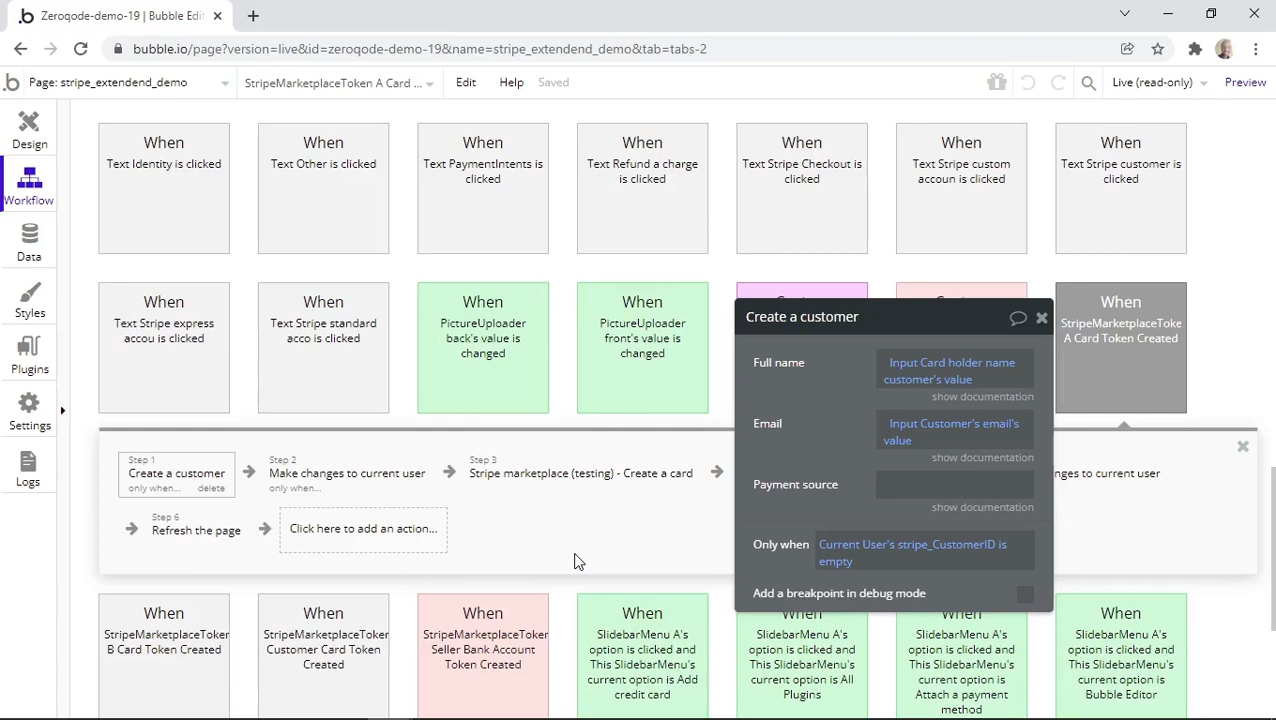 Zeroqode-demo-19 | Bubble Edi
bubble.io/page?version=live&id=zeroqode-demo-19&name=stripe_extendend_demo&tab=tabs-2
Page: stripe_extendend_demo
StripeMarketplaceToken A Card ...
Edit
Help
Saved
Live (read-only)
Preview
Design
Workflow
Data
Styles
Plugins
Settings
Logs
When
Text Identity is clicked
When
Text Other is clicked
When
Text PaymentIntents is
clicked
When
Text Refund a charge
is clicked
When
Text Stripe Checkout is
clicked
When
Text Stripe custom
accoun is clicked
When
Text Stripe customer is
clicked
When
Text Stripe express
accou is clicked
When
Text Stripe standard
acco is clicked
When
PictureUploader
back's value is
changed
When
PictureUploader
front's value is
changed
When
StripeMarketplaceToke
A Card Token Created
Create a customer
Full name
Input Card holder name
customer's value
show documentation
Email
Input Customer's email's
value
show documentation
Payment source
show documentation
Only when
Current User's stripe_CustomerID is
empty
Add a breakpoint in debug mode
Step 1
Create a customer
only when...
delete
Step 2
Make changes to current user
only when...
Step 3
Stripe marketplace (testing) - Create a card
nges to current user
Step 6
Refresh the page
Click here to add an action...
When
StripeMarketplaceToker
B Card Token Created
When
StripeMarketplaceToker
Customer Card Token
Created
When
StripeMarketplaceToker
Seller Bank Account
Token Created
When
SlidebarMenu A's
option is clicked and
This SlidebarMenu's
current option is Add
credit card
When
SlidebarMenu A's
option is clicked and
This SlidebarMenu's
current option is All
Plugins
When
SlidebarMenu A's
option is clicked and
This SlidebarMenu's
current option is
Attach a payment
method
When
SlidebarMenu A's
option is clicked and
This SlidebarMenu's
current option is
Bubble Editor